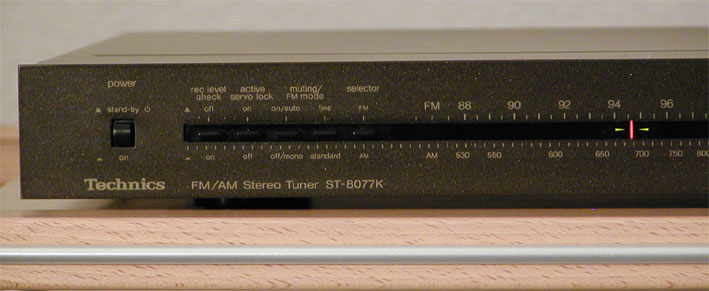 power
stand-by
on
rec level check
off
on
active servo lock
on
off
muting/ FM mode
on/auto fine
off/mono standard
selector
FM
AM
FM 88 90 92 94 96
AM 530 550 600 650 700 750 800
Technics FM/AM Stereo Tuner ST-8077K